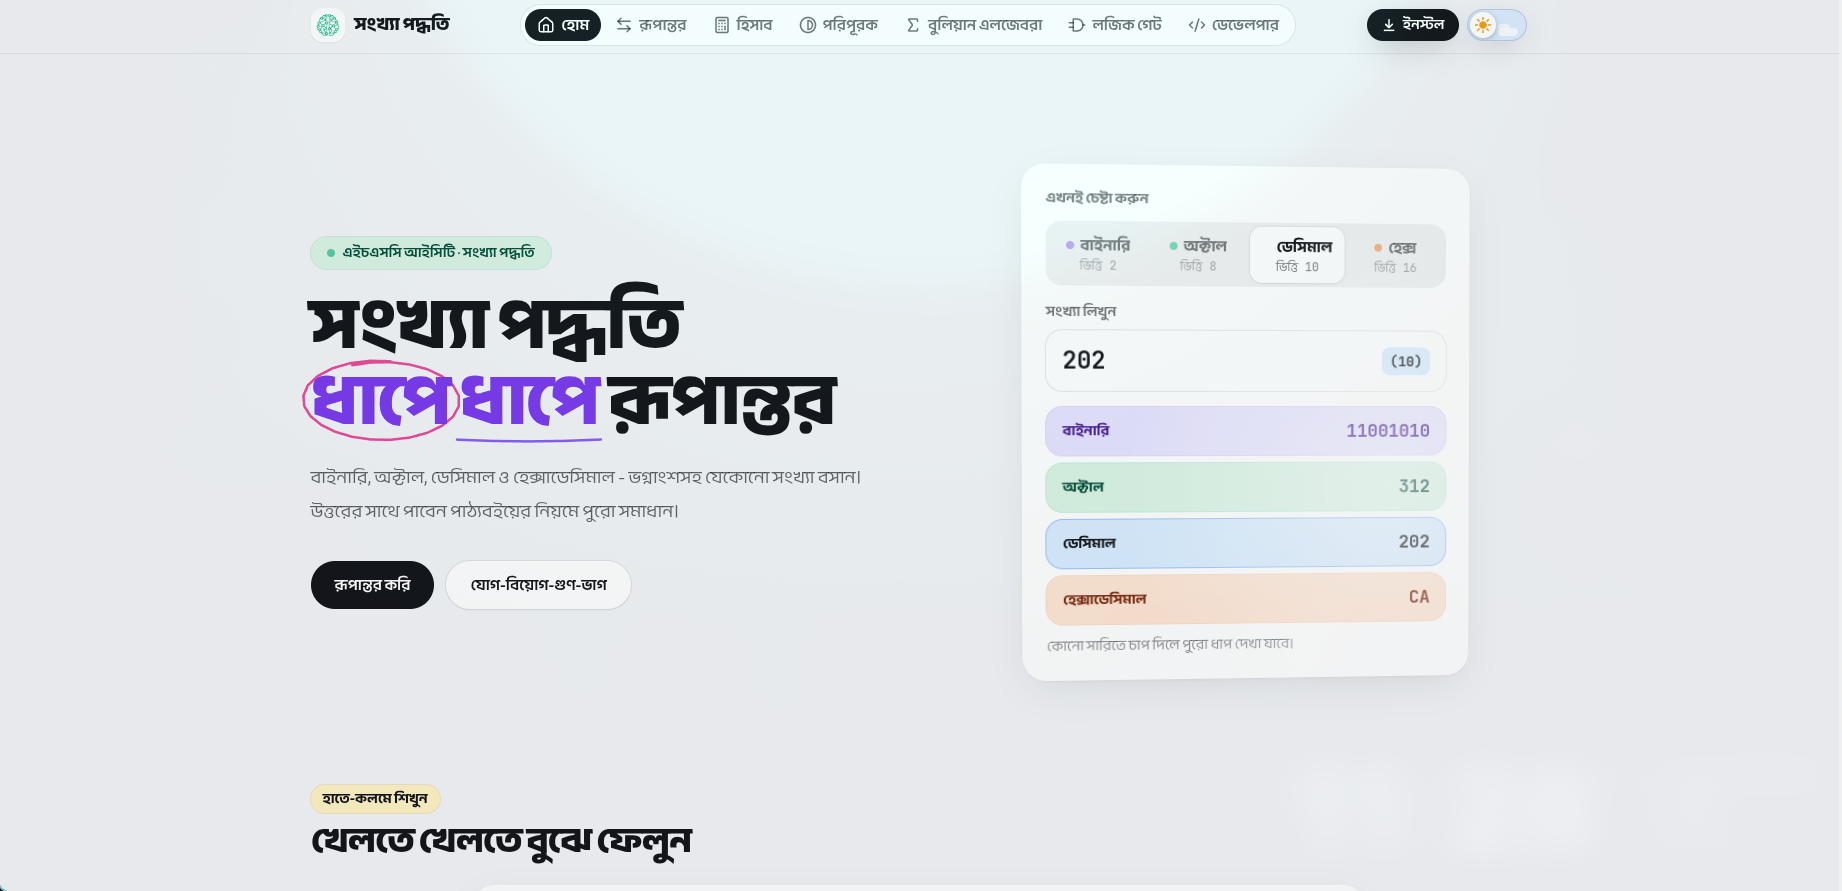 সংখ্যা পদ্ধতি
হোম
রূপান্তর
হিসাব
পরিপূরক
বুলিয়ান এলজেবরা
লজিক গেট
ডেভেলপার
ইনস্টল
এইচএসসি আইসিটি · সংখ্যা পদ্ধতি
সংখ্যা পদ্ধতি
ধাপে ধাপে রূপান্তর
বাইনারি, অক্টাল, ডেসিমাল ও হেক্সাডেসিমাল - ভগ্নাংশসহ যেকোনো সংখ্যা বসান।
উত্তরের সাথে পাবেন পাঠ্যবইয়ের নিয়মে পুরো সমাধান।
রূপান্তর করি
যোগ-বিয়োগ-গুণ-ভাগ
এখনই চেষ্টা করুন
বাইনারি
ভিত্তি 2
অক্টাল
ভিত্তি 8
ডেসিমাল
ভিত্তি 10
হেক্স
ভিত্তি 16
সংখ্যা লিখুন
202 (10)
বাইনারি 11001010
অক্টাল 312
ডেসিমাল 202
হেক্সাডেসিমাল CA
কোনো সারিতে চাপ দিলে পুরো ধাপ দেখা যাবে।
হাতে-কলমে শিখুন
খেলতে খেলতে বুঝে ফেলুন